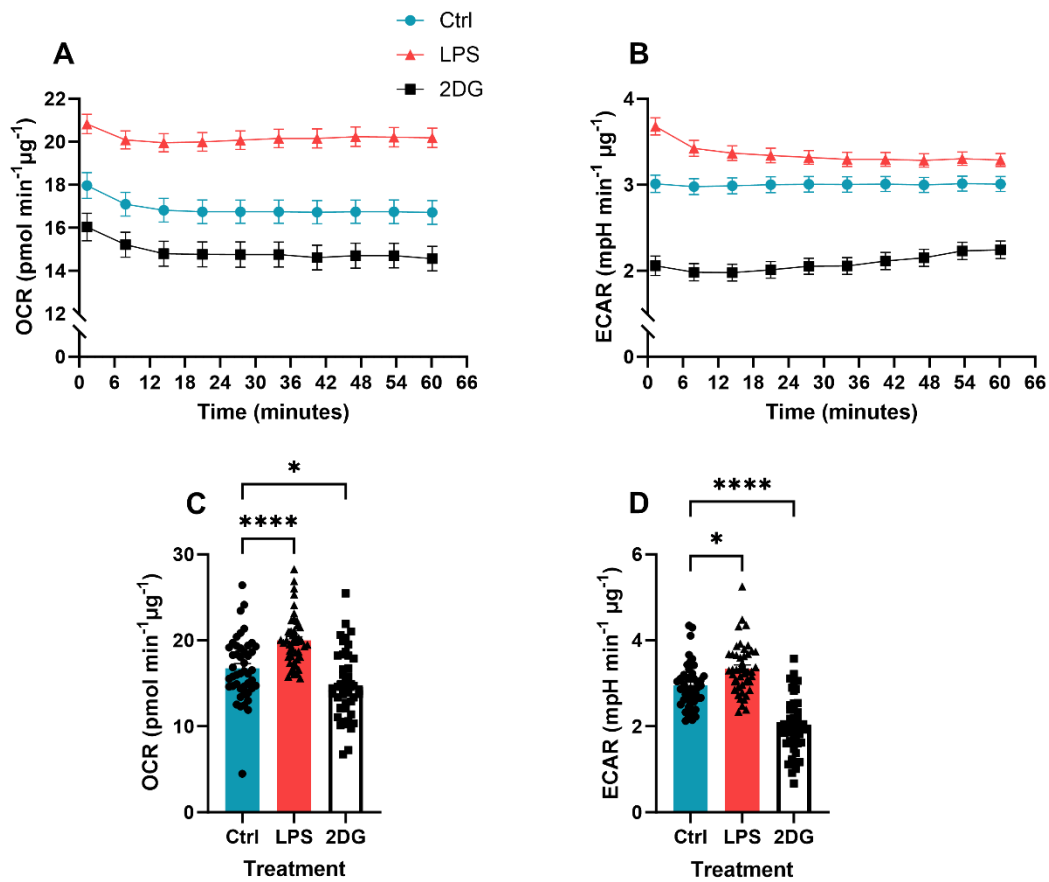 Ctrl
LPS
2DG
A
22
20
18
16
14
12
0
OCR (pmol min⁻¹µg⁻¹)
0 6 12 18 24 30 36 42 48 54 60 66
Time (minutes)
B
4
3
2
0
ECAR (mpH min⁻¹ µg⁻¹)
0 6 12 18 24 30 36 42 48 54 60 66
Time (minutes)
C
*
****
30
20
10
0
OCR (pmol min⁻¹µg⁻¹)
Ctrl LPS 2DG
Treatment
D
****
*
6
4
2
0
ECAR (mpH min⁻¹ µg⁻¹)
Ctrl LPS 2DG
Treatment